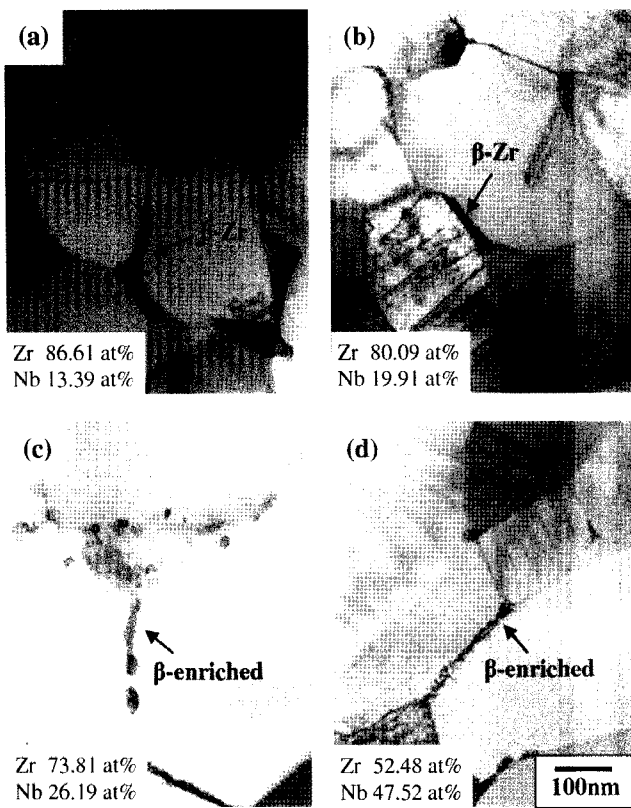 (a)
β-Zr
Zr 86.61 at%
Nb 13.39 at%
(b)
β-Zr
Zr 80.09 at%
Nb 19.91 at%
(c)
β-enriched
Zr 73.81 at%
Nb 26.19 at%
(d)
β-enriched
Zr 52.48 at%
Nb 47.52 at%
100nm